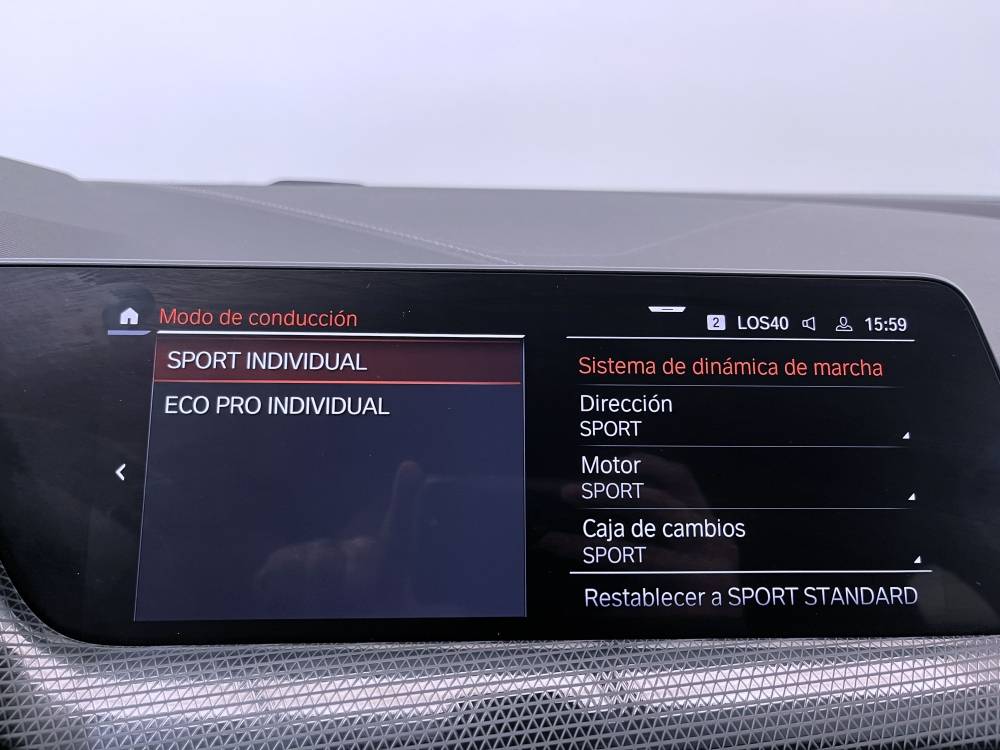 Modo de conducción
SPORT INDIVIDUAL
ECO PRO INDIVIDUAL
2 LOS40 15:59
Sistema de dinámica de marcha
Dirección
SPORT
Motor
SPORT
Caja de cambios
SPORT
Restablecer a SPORT STANDARD